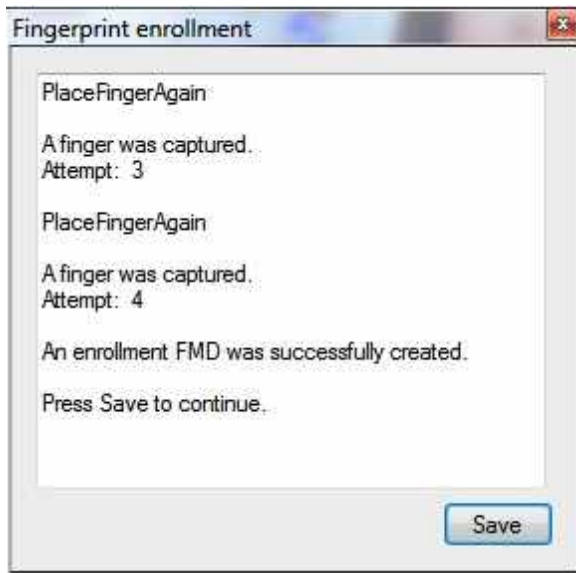 Fingerprint enrollment
PlaceFingerAgain
A finger was captured.
Attempt: 3
PlaceFingerAgain
A finger was captured.
Attempt: 4
An enrollment FMD was successfully created.
Press Save to continue.
Save